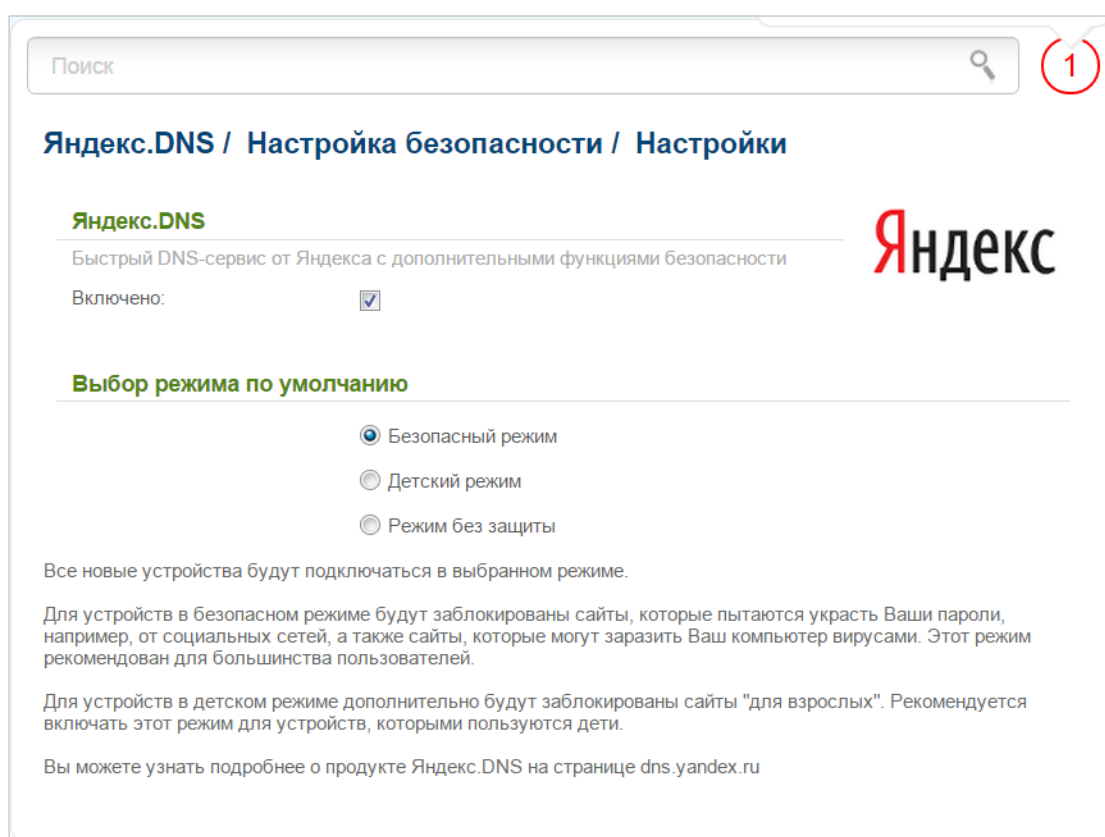 Поиск
1
Яндекс.DNS / Настройка безопасности / Настройки
Яндекс.DNS
Яндекс
Быстрый DNS-сервис от Яндекса с дополнительными функциями безопасности
Включено:
Выбор режима по умолчанию
Безопасный режим
Детский режим
Режим без защиты
Все новые устройства будут подключаться в выбранном режиме.
Для устройств в безопасном режиме будут заблокированы сайты, которые пытаются украсть Ваши пароли,
например, от социальных сетей, а также сайты, которые могут заразить Ваш компьютер вирусами. Этот режим
рекомендован для большинства пользователей.
Для устройств в детском режиме дополнительно будут заблокированы сайты "для взрослых". Рекомендуется
включать этот режим для устройств, которыми пользуются дети.
Вы можете узнать подробнее о продукте Яндекс.DNS на странице dns.yandex.ru